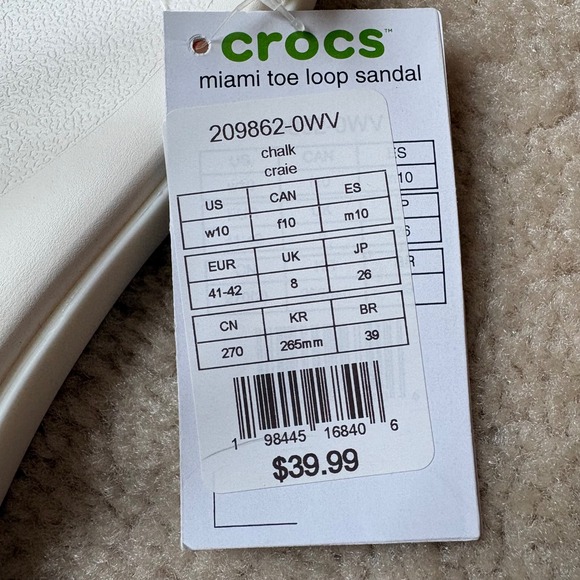 crocs™
miami toe loop sandal
209862-0WV
chalk
craie
US CAN ES
w10 f10 m10
EUR UK JP
41-42 8 26
CN KR BR
270 265mm 39
1 98445 16840 6
$39.99